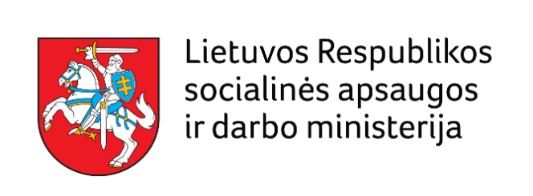 Lietuvos Respublikos
socialinės apsaugos
ir darbo ministerija